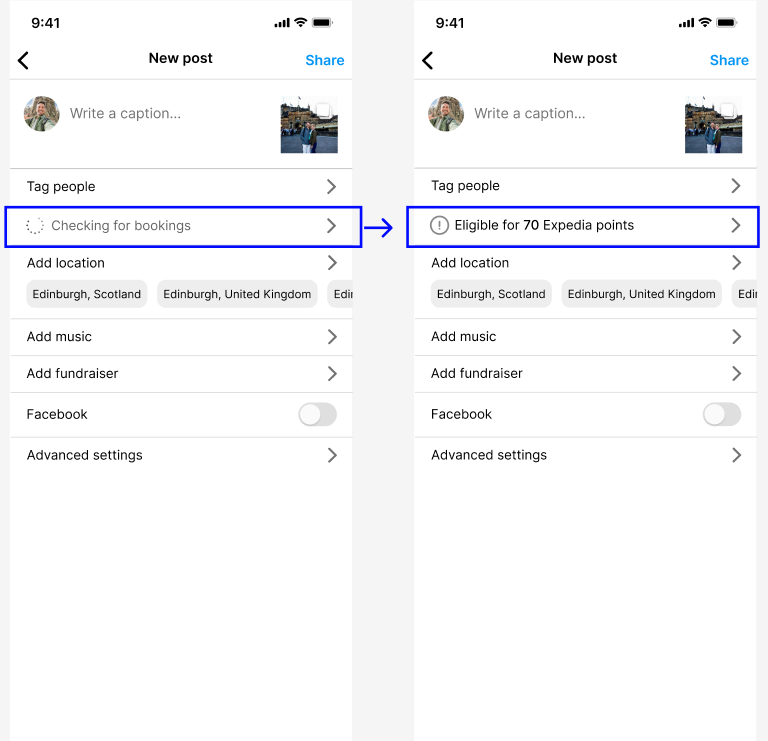 9:41
New post
Share
Write a caption...
Tag people
Checking for bookings
Add location
Edinburgh, Scotland
Edinburgh, United Kingdom
Edin
Add music
Add fundraiser
Facebook
Advanced settings
9:41
New post
Share
Write a caption...
Tag people
Eligible for 70 Expedia points
Add location
Edinburgh, Scotland
Edinburgh, United Kingdom
Edi
Add music
Add fundraiser
Facebook
Advanced settings